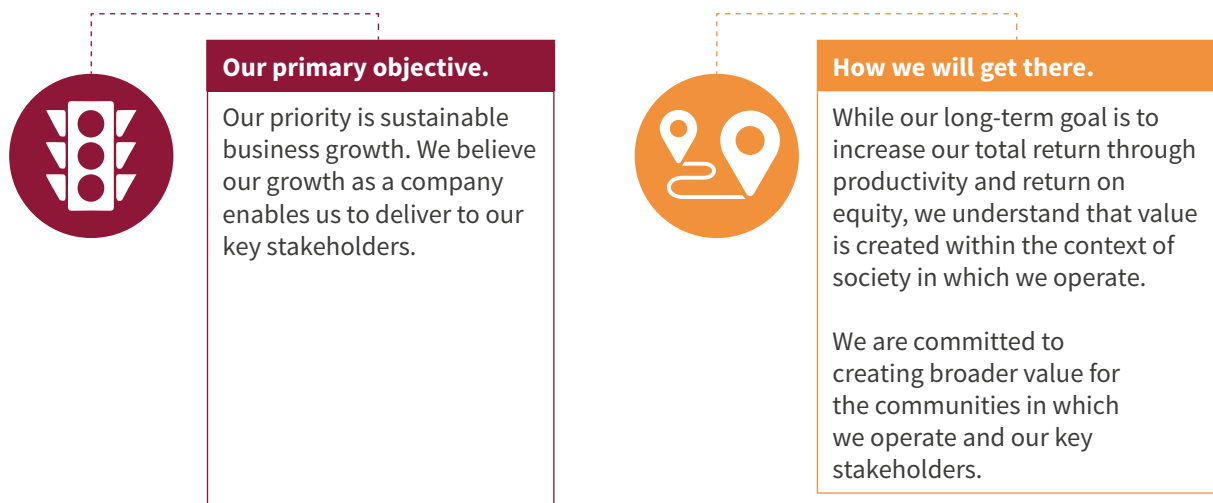 Our primary objective.
Our priority is sustainable
business growth. We believe
our growth as a company
enables us to deliver to our
key stakeholders.
How we will get there.
While our long-term goal is to
increase our total return through
productivity and return on
equity, we understand that value
is created within the context of
society in which we operate.
We are committed to
creating broader value for
the communities in which
we operate and our key
stakeholders.